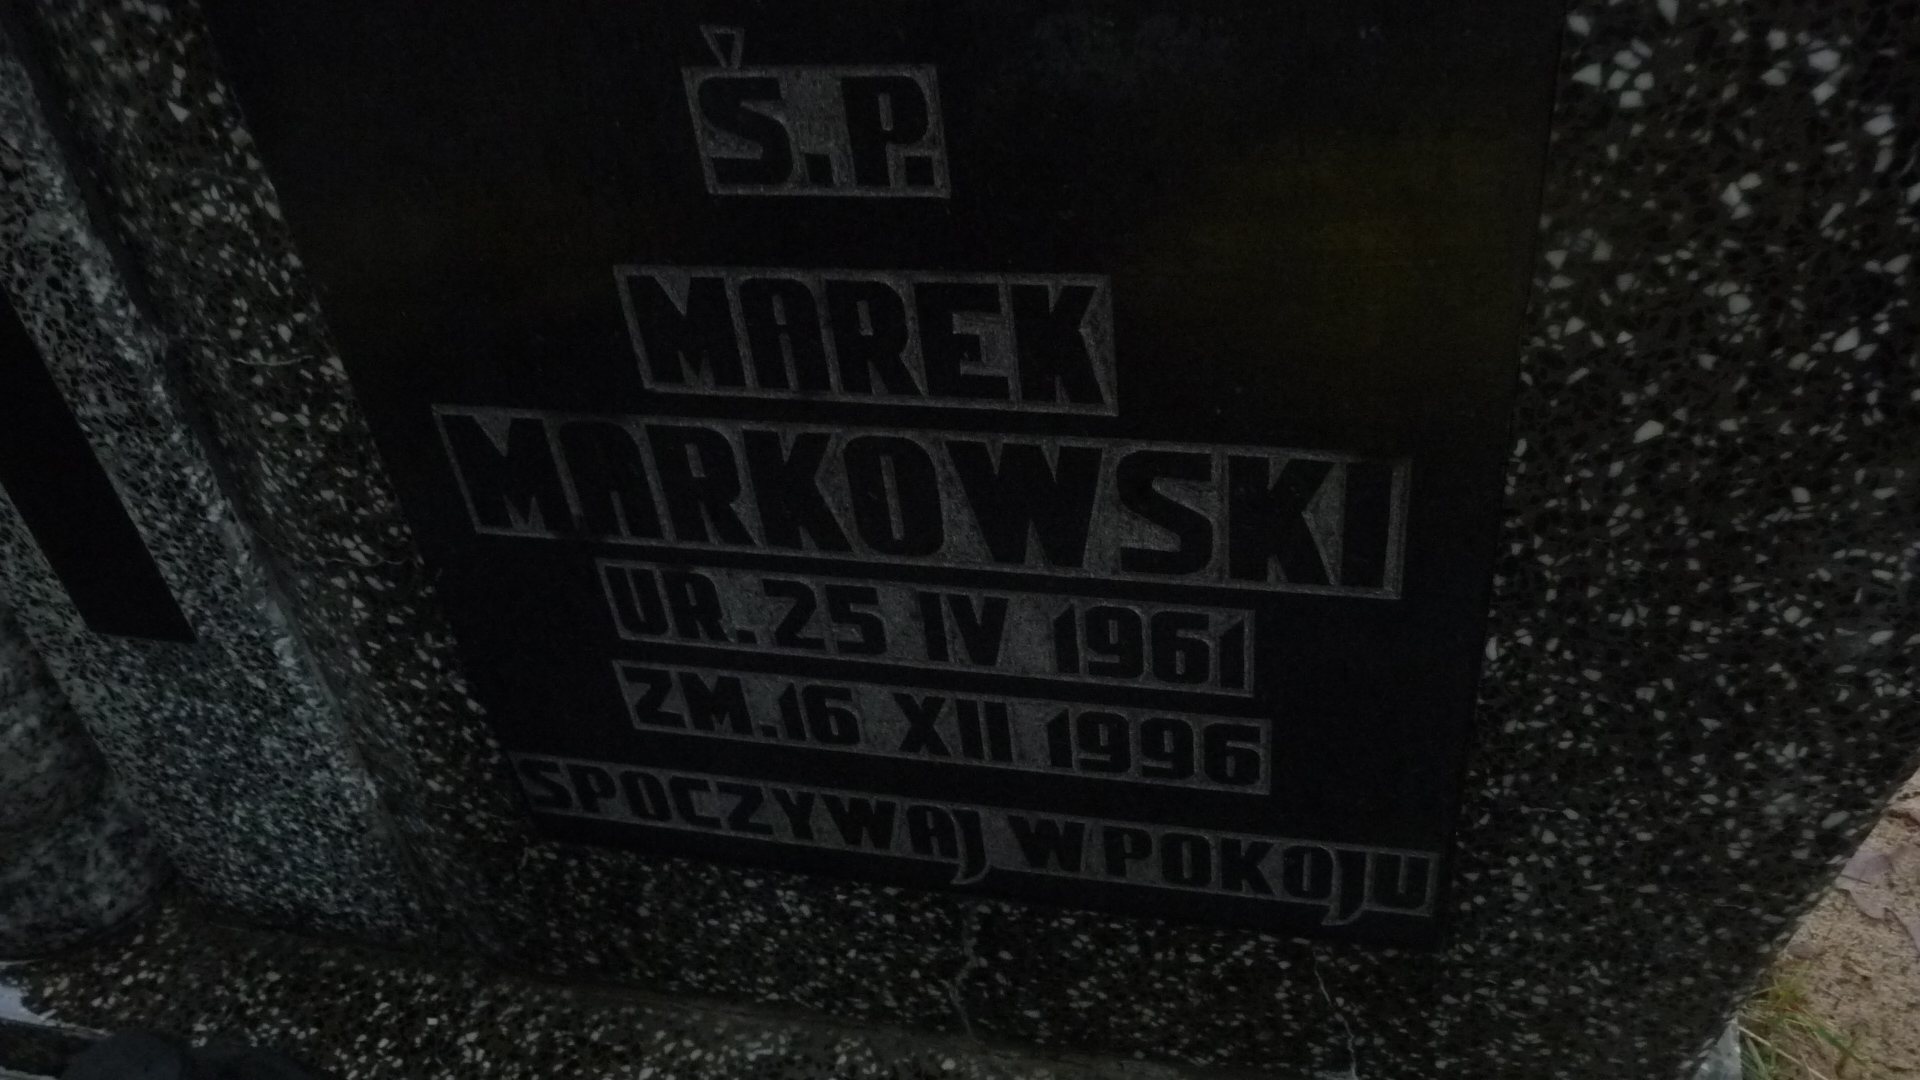 Ś.P.
MAREK
MARKOWSKI
UR. 25 IV 1961
ZM. 16 XII 1996
SPOCZYWAJ W POKOJU